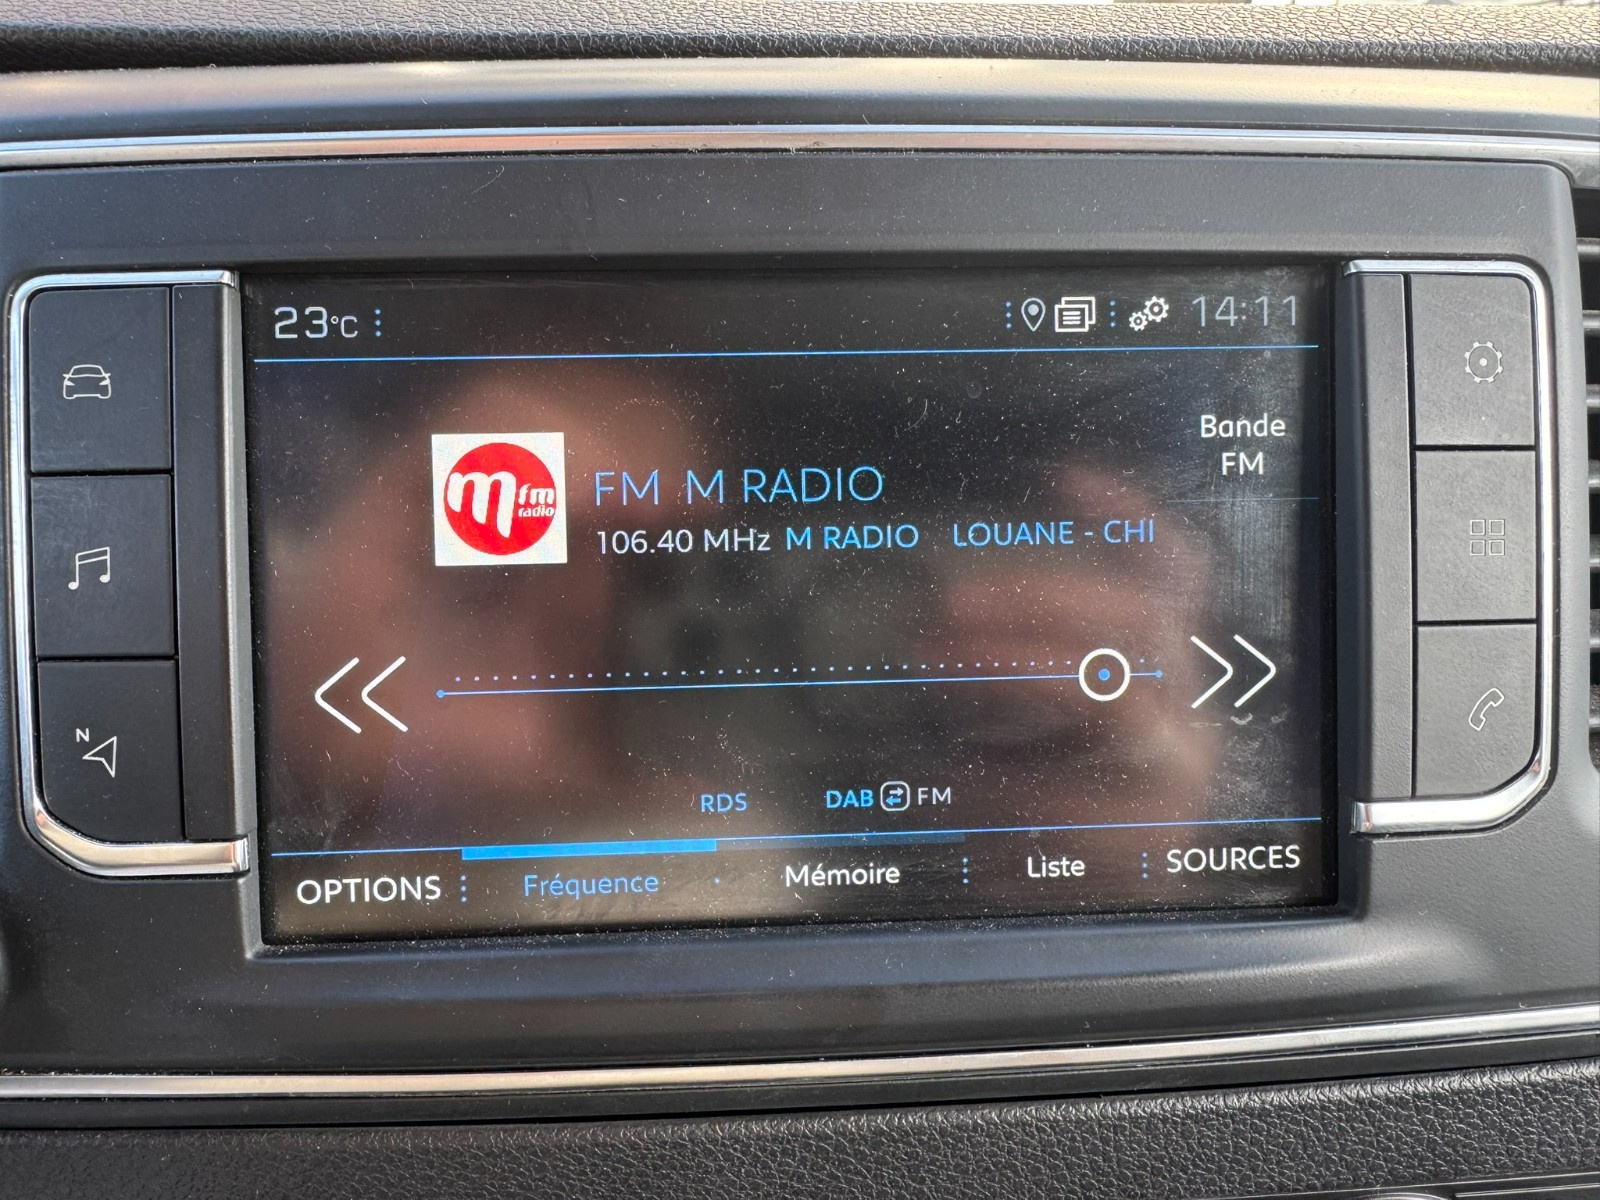 23°C
14:11
Bande
FM
m fm
radio
FM M RADIO
106.40 MHz M RADIO LOUANE - CHI
N
RDS
DAB FM
OPTIONS
Fréquence
Mémoire
Liste
SOURCES